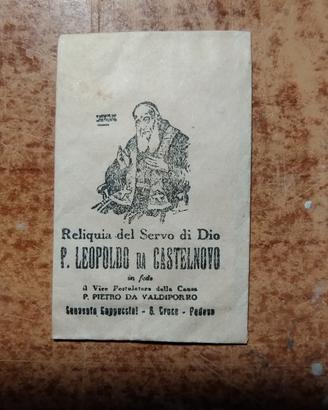 Reliquia del Servo di Dio
P. LEOPOLDO DA CASTELNOVO
in fede
il Vice Postulatore della Causa
P. PIETRO DA VALDIPORRO
Convento Cappuccini - S. Croce - Padova